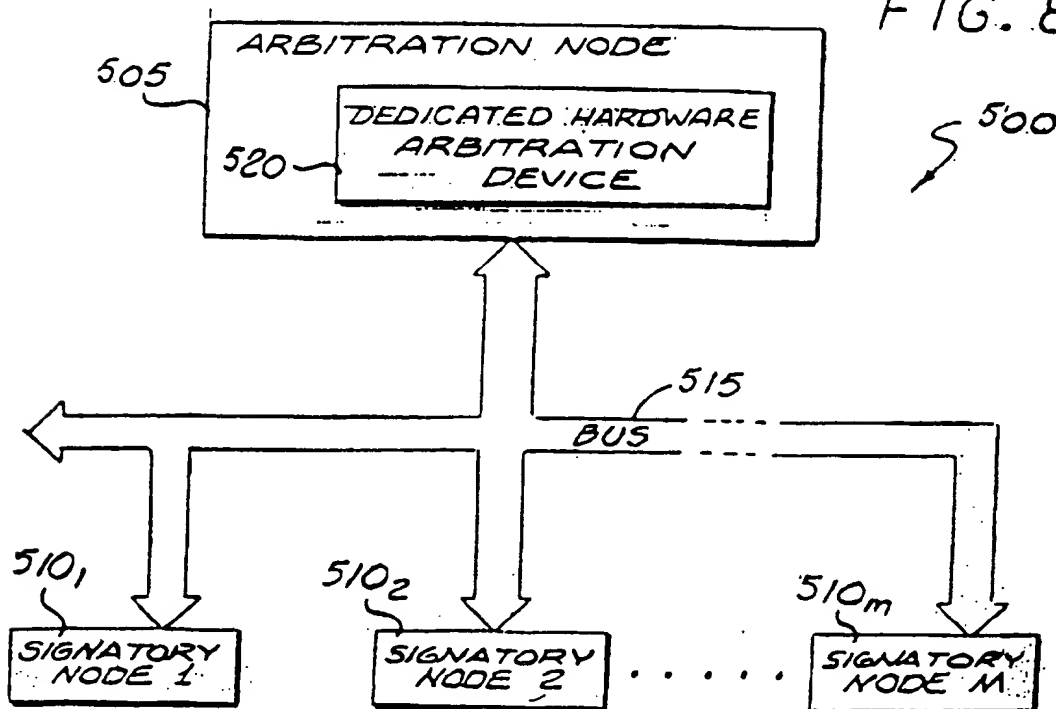 FIG. 8
ARBITRATION NODE
505
500
DEDICATED HARDWARE
ARBITRATION
DEVICE
520
515
BUS
510₁
510₂
510m
SIGNATORY
NODE 1
SIGNATORY
NODE 2
. . . . . .
SIGNATORY
NODE M